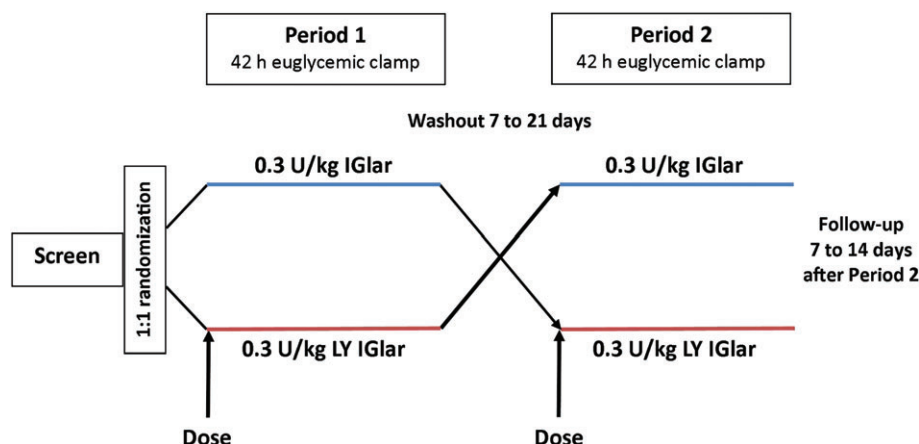 Period 1
42 h euglycemic clamp
Period 2
42 h euglycemic clamp
Washout 7 to 21 days
0.3 U/kg IGlar
0.3 U/kg IGlar
Screen
1:1 randomization
Follow-up
7 to 14 days
after Period 2
0.3 U/kg LY IGlar
0.3 U/kg LY IGlar
Dose
Dose